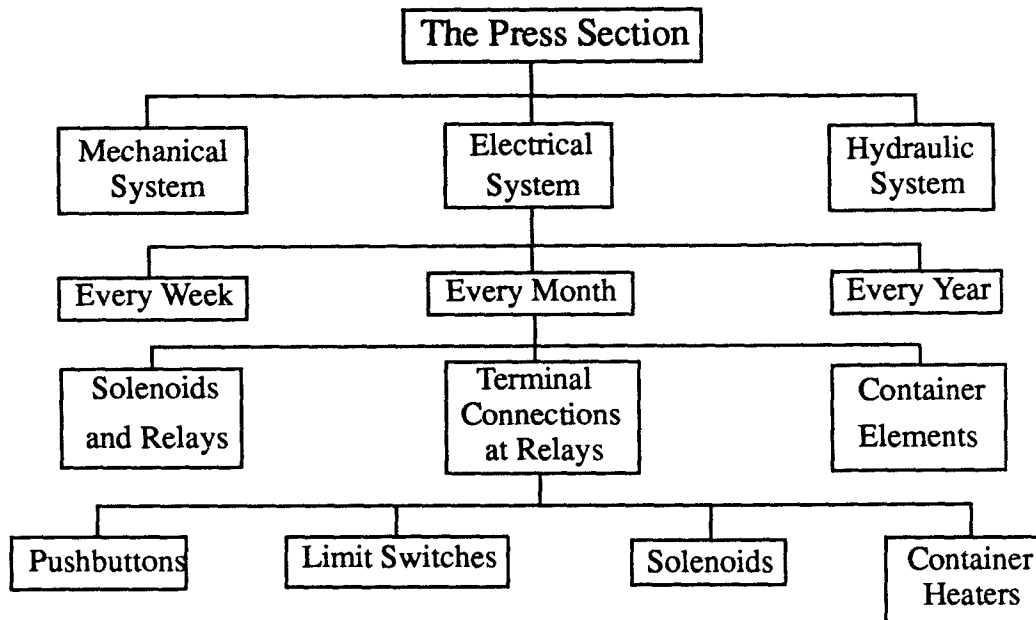 The Press Section
Mechanical
System
Electrical
System
Hydraulic
System
Every Week
Every Month
Every Year
Solenoids
and Relays
Terminal
Connections
at Relays
Container
Elements
Pushbuttons
Limit Switches
Solenoids
Container
Heaters